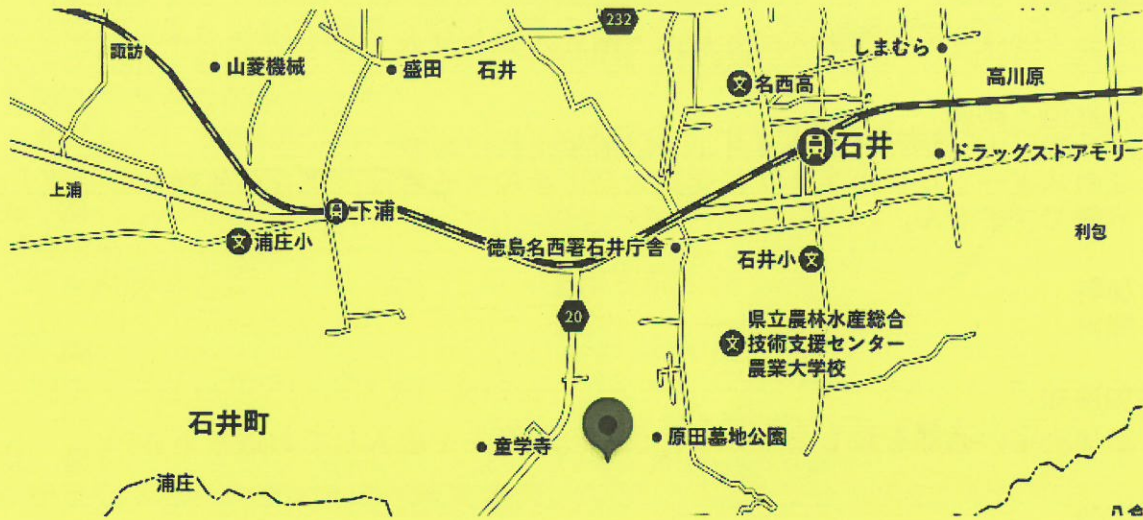 232
諏訪
山菱機械
盛田
石井
しまむら
名西高
高川原
石井
ドラッグストアモリ
上浦
下浦
浦庄小
徳島名西署石井庁舎
石井小
利包
20
県立農林水産総合
技術支援センター
農業大学校
石井町
童学寺
原田墓地公園
浦庄